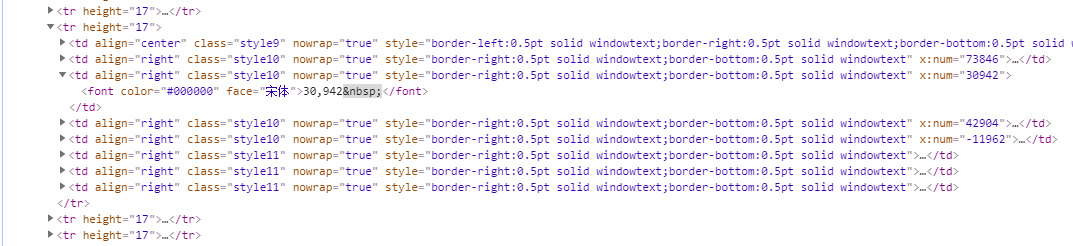 ▶<tr height="17">…</tr>
▼<tr height="17">
▶<td align="center" class="style9" nowrap="true" style="border-left:0.5pt solid windowtext;border-right:0.5pt solid windowtext;border-bottom:0.5pt solid
▶<td align="right" class="style10" nowrap="true" style="border-right:0.5pt solid windowtext;border-bottom:0.5pt solid windowtext" x:num="73846">…</td>
▼<td align="right" class="style10" nowrap="true" style="border-right:0.5pt solid windowtext;border-bottom:0.5pt solid windowtext" x:num="30942">
<font color="#000000" face="宋体">30,942&nbsp;</font>
</td>
▶<td align="right" class="style10" nowrap="true" style="border-right:0.5pt solid windowtext;border-bottom:0.5pt solid windowtext" x:num="42904">…</td>
▶<td align="right" class="style10" nowrap="true" style="border-right:0.5pt solid windowtext;border-bottom:0.5pt solid windowtext" x:num="-11962">…</td>
▶<td align="right" class="style11" nowrap="true" style="border-right:0.5pt solid windowtext;border-bottom:0.5pt solid windowtext">…</td>
▶<td align="right" class="style11" nowrap="true" style="border-right:0.5pt solid windowtext;border-bottom:0.5pt solid windowtext">…</td>
▶<td align="right" class="style11" nowrap="true" style="border-right:0.5pt solid windowtext;border-bottom:0.5pt solid windowtext">…</td>
</tr>
▶<tr height="17">…</tr>
▶<tr height="17">…</tr>